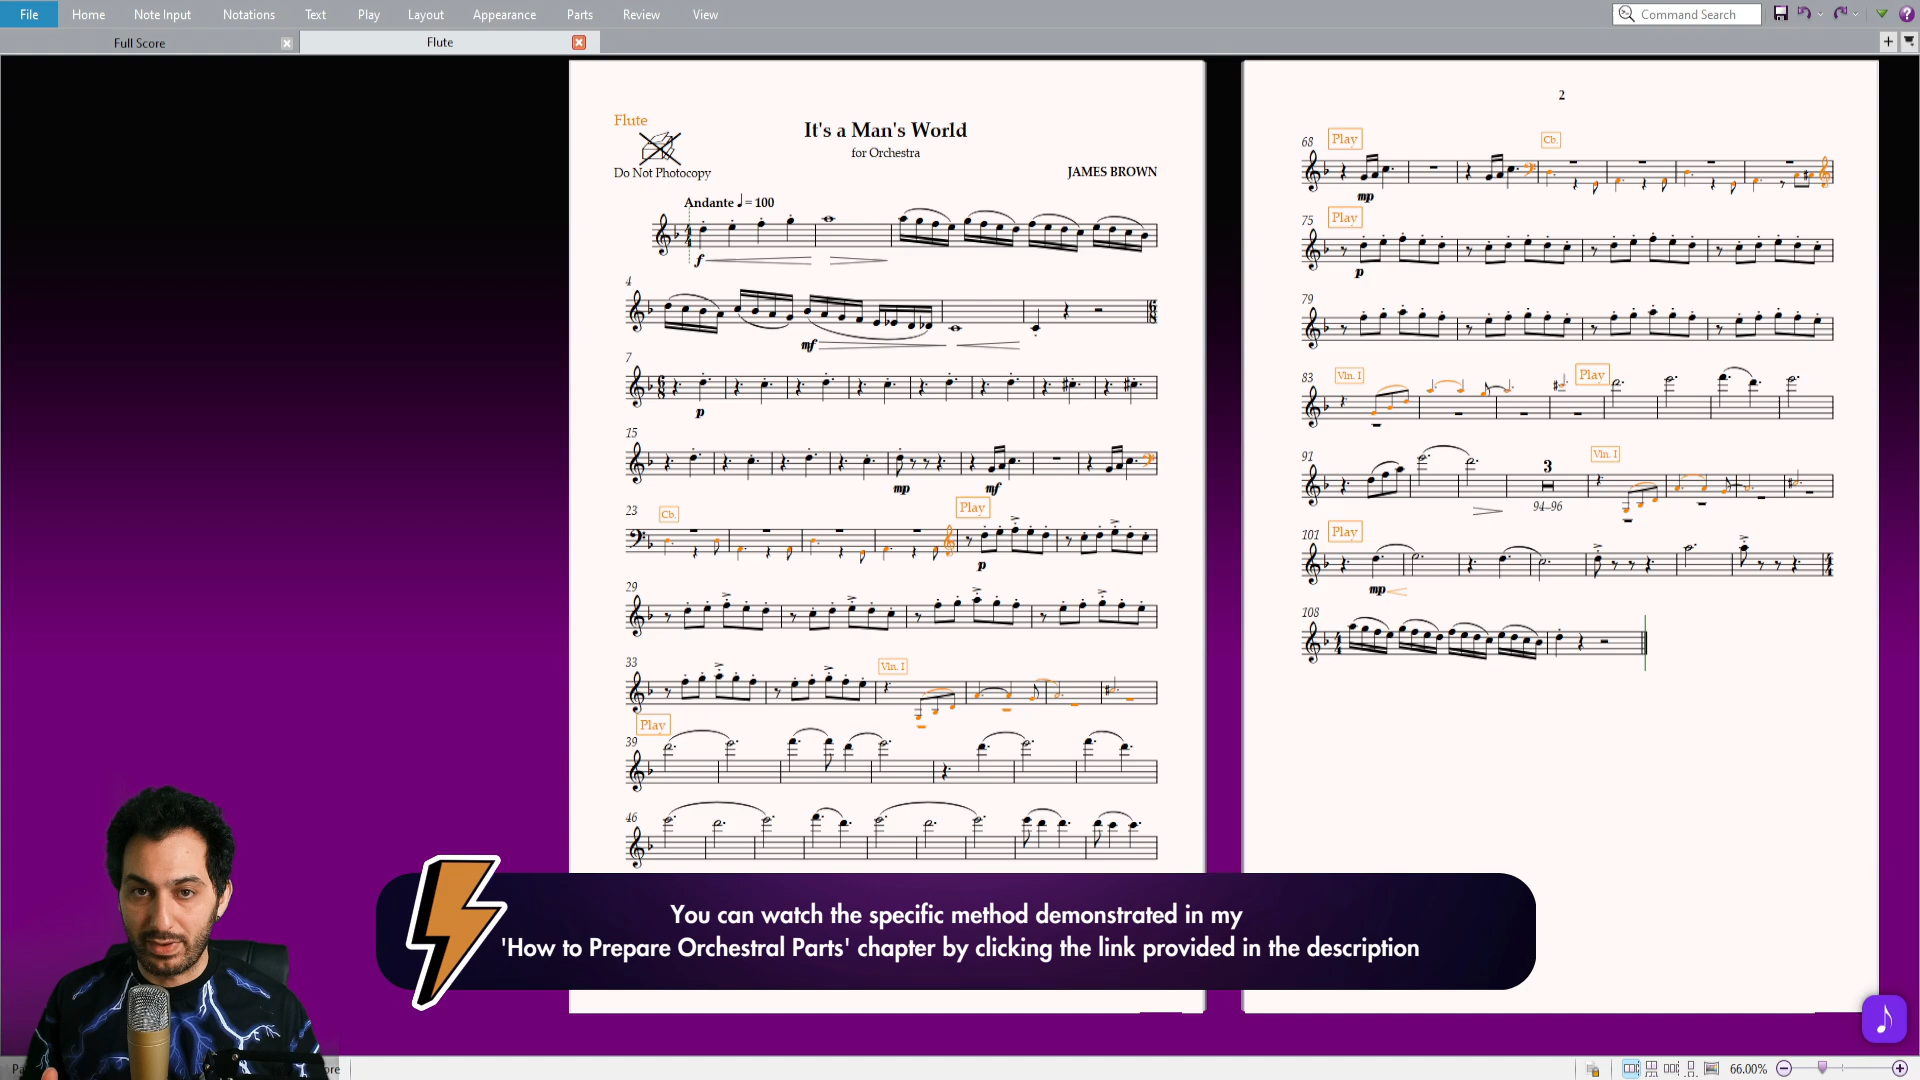 File Home Note Input Notations Text Play Layout Appearance Parts Review View Command Search
Full Score Flute
Flute
Do Not Photocopy
It's a Man's World
for Orchestra
JAMES BROWN
Andante ♩ = 100
f
4
mf
7
p
15
mp mf
23 Cb. Play
p
29
33 Vln. I
Play
39
46
2
68 Play Cb.
mp
75 Play
p
79
83 Vln. I Play
91 3 Vln. I
94–96
101 Play
mp
108
You can watch the specific method demonstrated in my
'How to Prepare Orchestral Parts' chapter by clicking the link provided in the description
66.00%